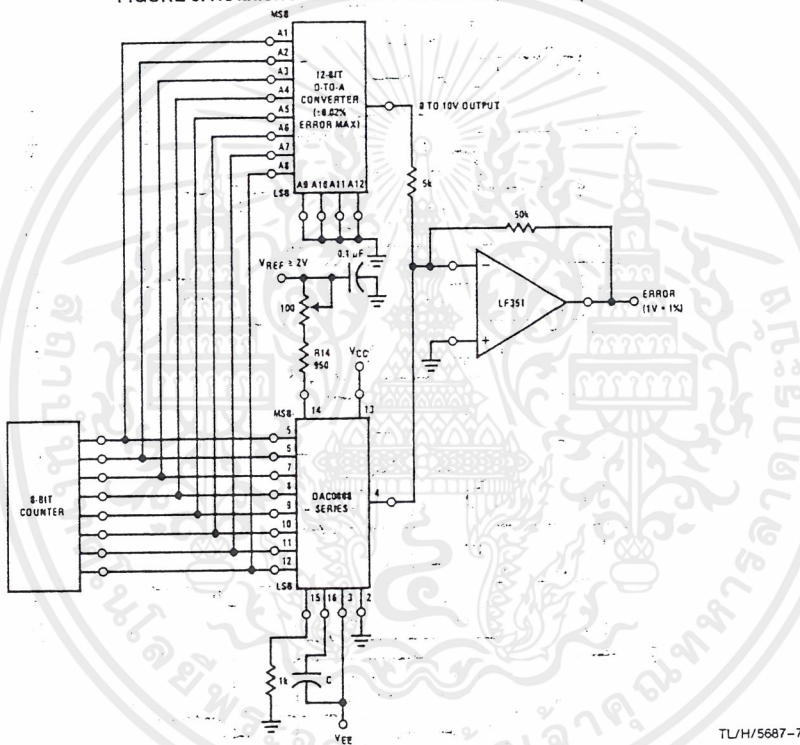 MSB
A1
A2
A3
A4
A5
A6
A7
A8
LSB
12-BIT
D-TO-A
CONVERTER
(±0.02%
ERROR MAX)
A9 A10 A11 A12
0 TO 10V OUTPUT
5k
50k
LF351
ERROR
(1V = 1%)
0.1 µF
VREF = 2V
100
R14
950
VCC
14
13
MSB
5
6
7
8
9
10
11
12
LSB
8-BIT
COUNTER
DAC0808
SERIES
4
15 16 3 2
1k
C
VEE
TL/H/5687-7